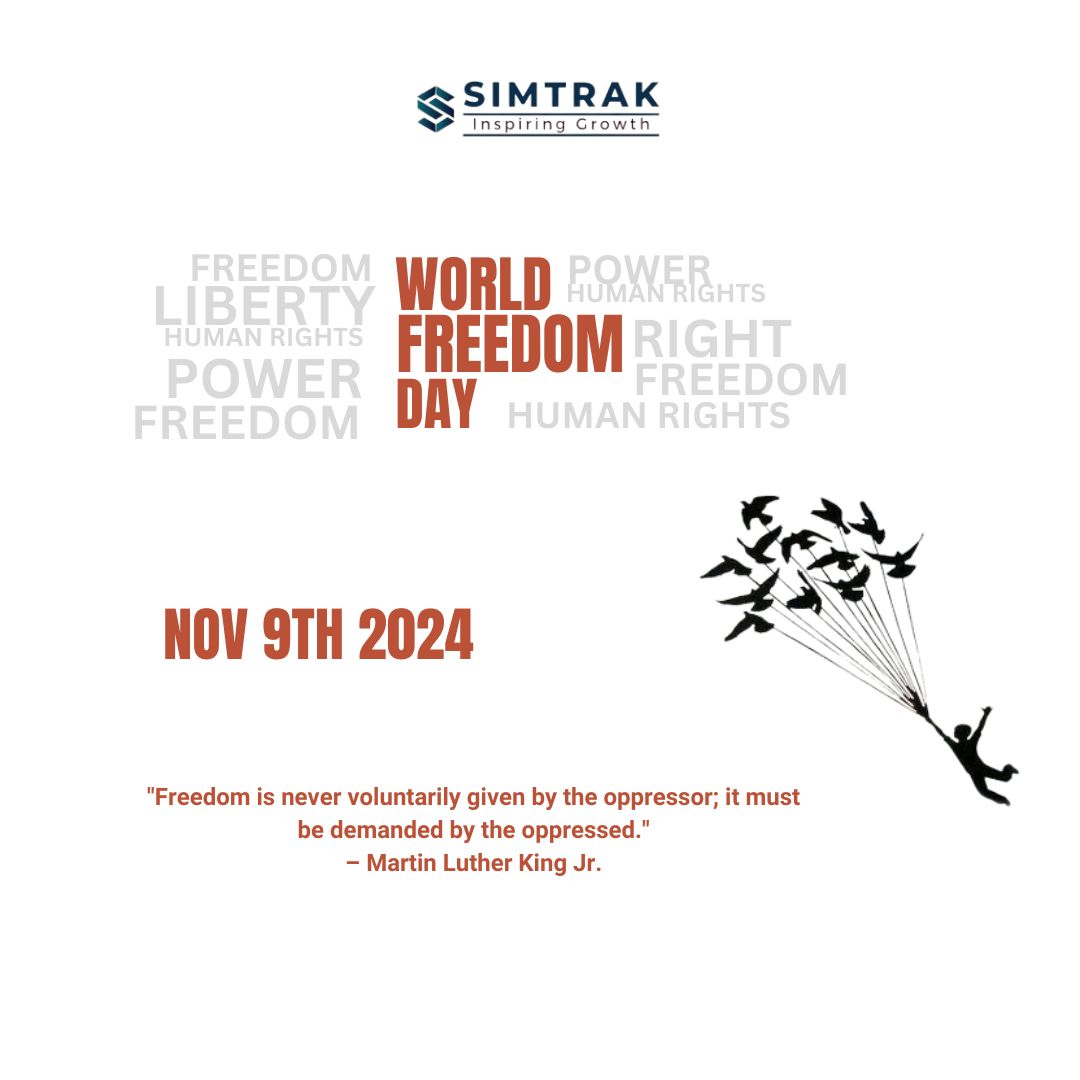 SIMTRAK
Inspiring Growth
FREEDOM
LIBERTY
HUMAN RIGHTS
POWER
FREEDOM
WORLD
FREEDOM
DAY
POWER
HUMAN RIGHTS
RIGHT
FREEDOM
HUMAN RIGHTS
NOV 9TH 2024
"Freedom is never voluntarily given by the oppressor; it must
be demanded by the oppressed."
– Martin Luther King Jr.